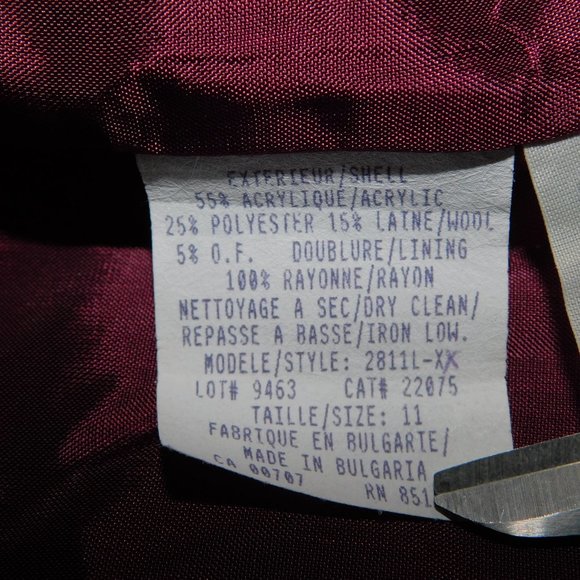 EXTERIEUR/SHELL
55% ACRYLIQUE/ACRYLIC
25% POLYESTER 15% LAINE/WOOL
5% O.F. DOUBLURE/LINING
100% RAYONNE/RAYON
NETTOYAGE A SEC/DRY CLEAN/
REPASSE A BASSE/IRON LOW.
MODELE/STYLE: 2811L-XX
LOT# 9463 CAT# 22075
TAILLE/SIZE: 11
FABRIQUE EN BULGARIE/
MADE IN BULGARIA
CA 00707 RN 851